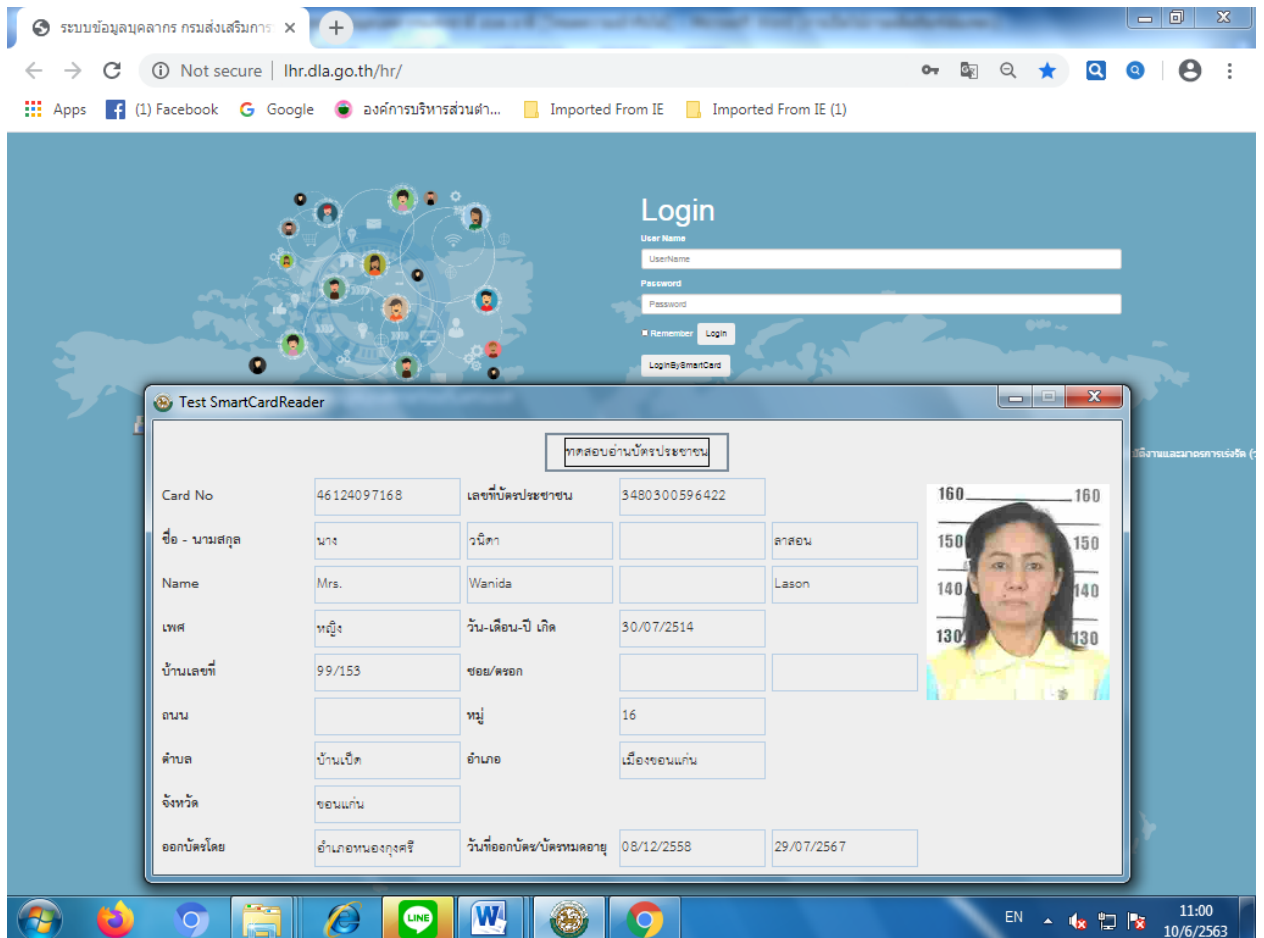 ระบบข้อมูลบุคลากร กรมส่งเสริมการ
Not secure | lhr.dla.go.th/hr/
Apps (1) Facebook Google องค์การบริหารส่วนตำ... Imported From IE Imported From IE (1)
Login
User Name
UserName
Password
Password
Remember Login
LoginBySmartCard
Test SmartCardReader
ทดสอบอ่านบัตรประชาชน
Card No 46124097168 เลขที่บัตรประชาชน 3480300596422
ชื่อ - นามสกุล นาง วนิดา ลาสอน
Name Mrs. Wanida Lason
เพศ หญิง วัน-เดือน-ปี เกิด 30/07/2514
บ้านเลขที่ 99/153 ซอย/ตรอก
ถนน หมู่ 16
ตำบล บ้านเป็ด อำเภอ เมืองขอนแก่น
จังหวัด ขอนแก่น
ออกบัตรโดย อำเภอหนองกุงศรี วันที่ออกบัตร/บัตรหมดอายุ 08/12/2558 29/07/2567
160 160
150 150
140 140
130 130
LINE
EN
11:00
10/6/2563